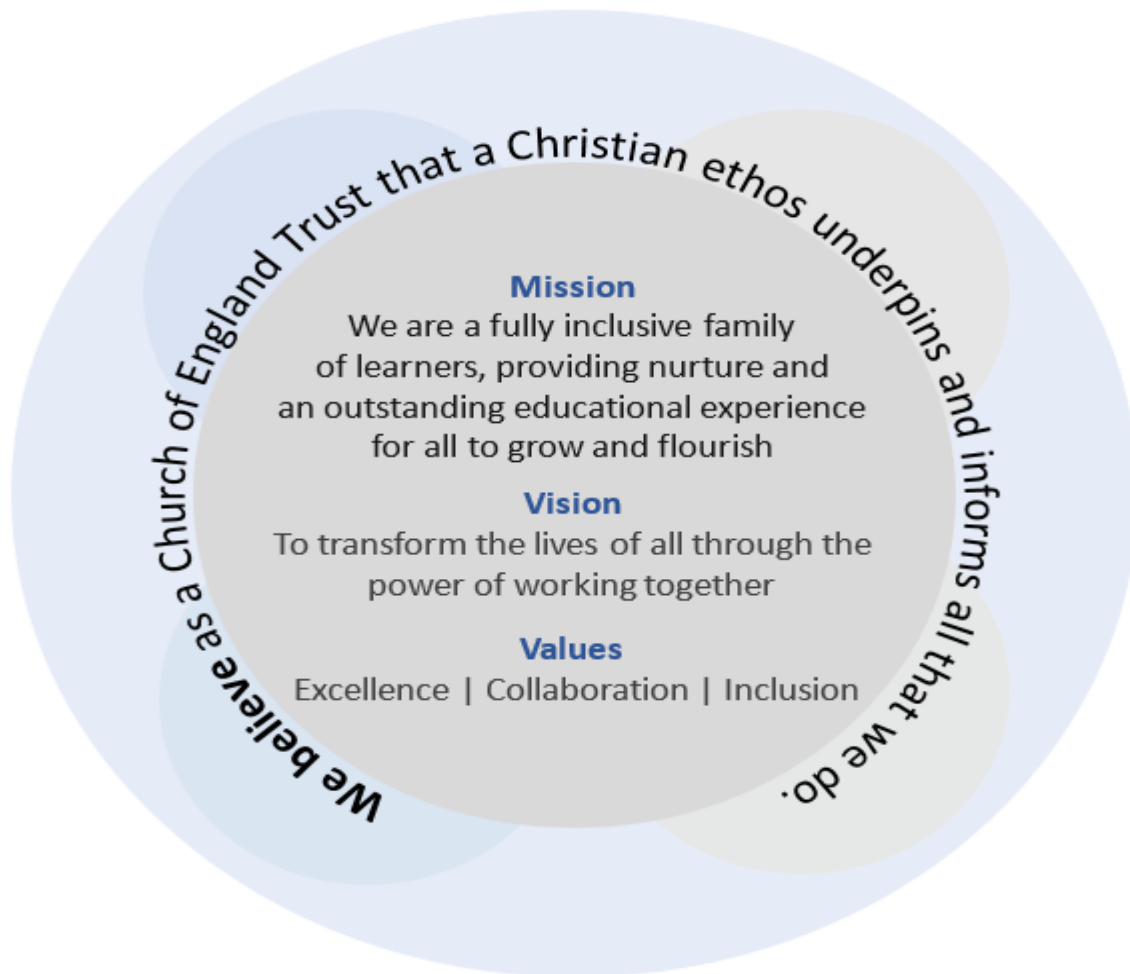 We believe as a Church of England Trust that a Christian ethos underpins and informs all that we do.
Mission
We are a fully inclusive family
of learners, providing nurture and
an outstanding educational experience
for all to grow and flourish
Vision
To transform the lives of all through the
power of working together
Values
Excellence | Collaboration | Inclusion